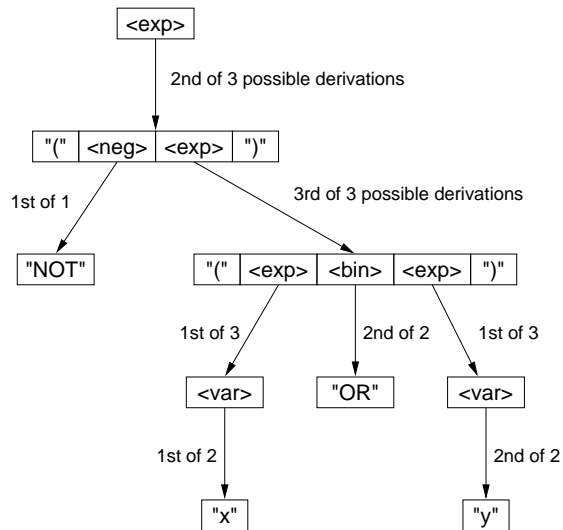 <exp>
2nd of 3 possible derivations
"(" <neg> <exp> ")"
1st of 1
3rd of 3 possible derivations
"NOT"
"(" <exp> <bin> <exp> ")"
1st of 3
2nd of 2
1st of 3
<var>
"OR"
<var>
1st of 2
2nd of 2
"x"
"y"